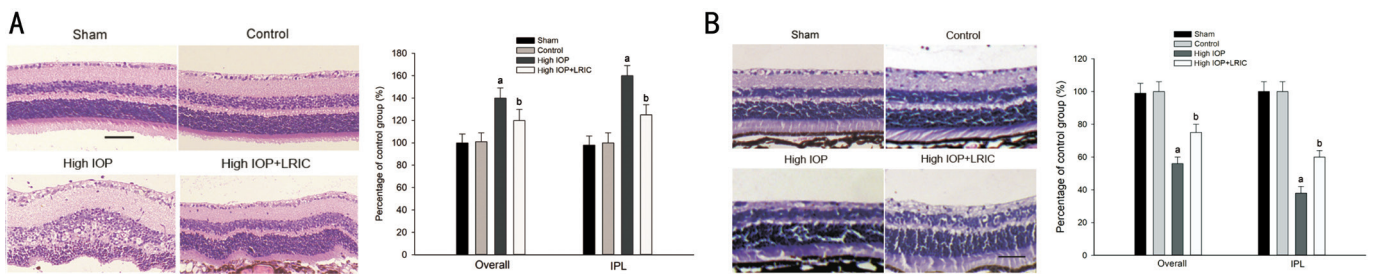 A
Sham
Control
High IOP
High IOP+LRIC
Percentage of control group (%)
180
160
140
120
100
80
60
40
20
0
Sham
Control
High IOP
High IOP+LRIC
a
b
a
b
Overall
IPL
B
Sham
Control
High IOP
High IOP+LRIC
Percentage of control group (%)
120
100
80
60
40
20
0
Sham
Control
High IOP
High IOP+LRIC
a
b
a
b
Overall
IPL